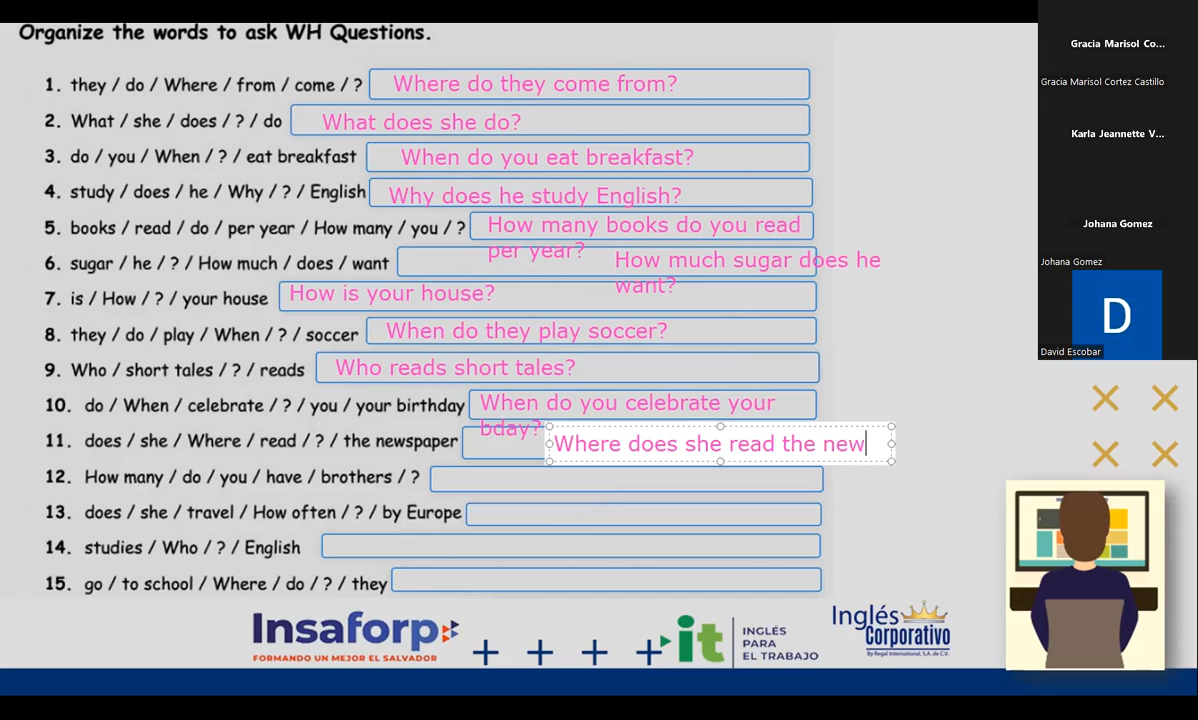 Organize the words to ask WH Questions.
1. they / do / Where / from / come / ? Where do they come from?
2. What / she / does / ? / do What does she do?
3. do / you / When / ? / eat breakfast When do you eat breakfast?
4. study / does / he / Why / ? / English Why does he study English?
5. books / read / do / per year / How many / you / ? How many books do you read
per year?
6. sugar / he / ? / How much / does / want How much sugar does he
want?
7. is / How / ? / your house How is your house?
8. they / do / play / When / ? / soccer When do they play soccer?
9. Who / short tales / ? / reads Who reads short tales?
10. do / When / celebrate / ? / you / your birthday When do you celebrate your
bday?
11. does / she / Where / read / ? / the newspaper Where does she read the new
12. How many / do / you / have / brothers / ?
13. does / she / travel / How often / ? / by Europe
14. studies / Who / ? / English
15. go / to school / Where / do / ? / they
Insaforp
FORMANDO UN MEJOR EL SALVADOR
it
INGLÉS
PARA
EL TRABAJO
Inglés
Corporativo
By Regal International, S.A. de C.V.
Gracia Marisol Co...
Gracia Marisol Cortez Castillo
Karla Jeannette V...
Johana Gomez
Johana Gomez
D
David Escobar